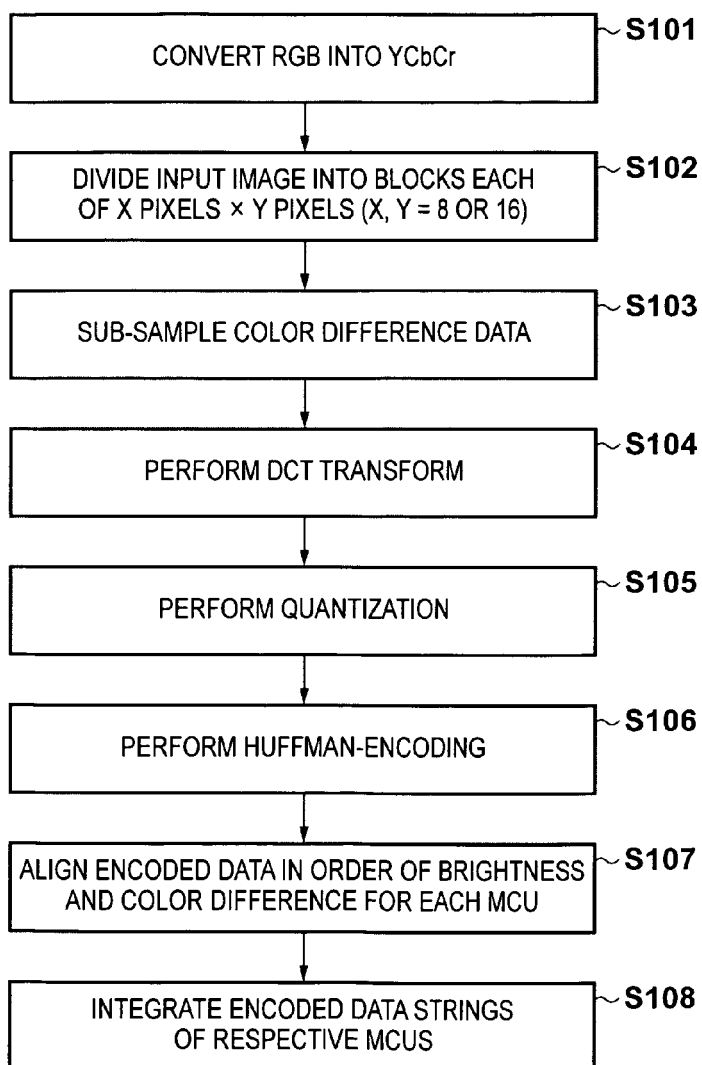 S101
CONVERT RGB INTO YCbCr
S102
DIVIDE INPUT IMAGE INTO BLOCKS EACH
OF X PIXELS × Y PIXELS (X, Y = 8 OR 16)
S103
SUB-SAMPLE COLOR DIFFERENCE DATA
S104
PERFORM DCT TRANSFORM
S105
PERFORM QUANTIZATION
S106
PERFORM HUFFMAN-ENCODING
S107
ALIGN ENCODED DATA IN ORDER OF BRIGHTNESS
AND COLOR DIFFERENCE FOR EACH MCU
S108
INTEGRATE ENCODED DATA STRINGS
OF RESPECTIVE MCUS